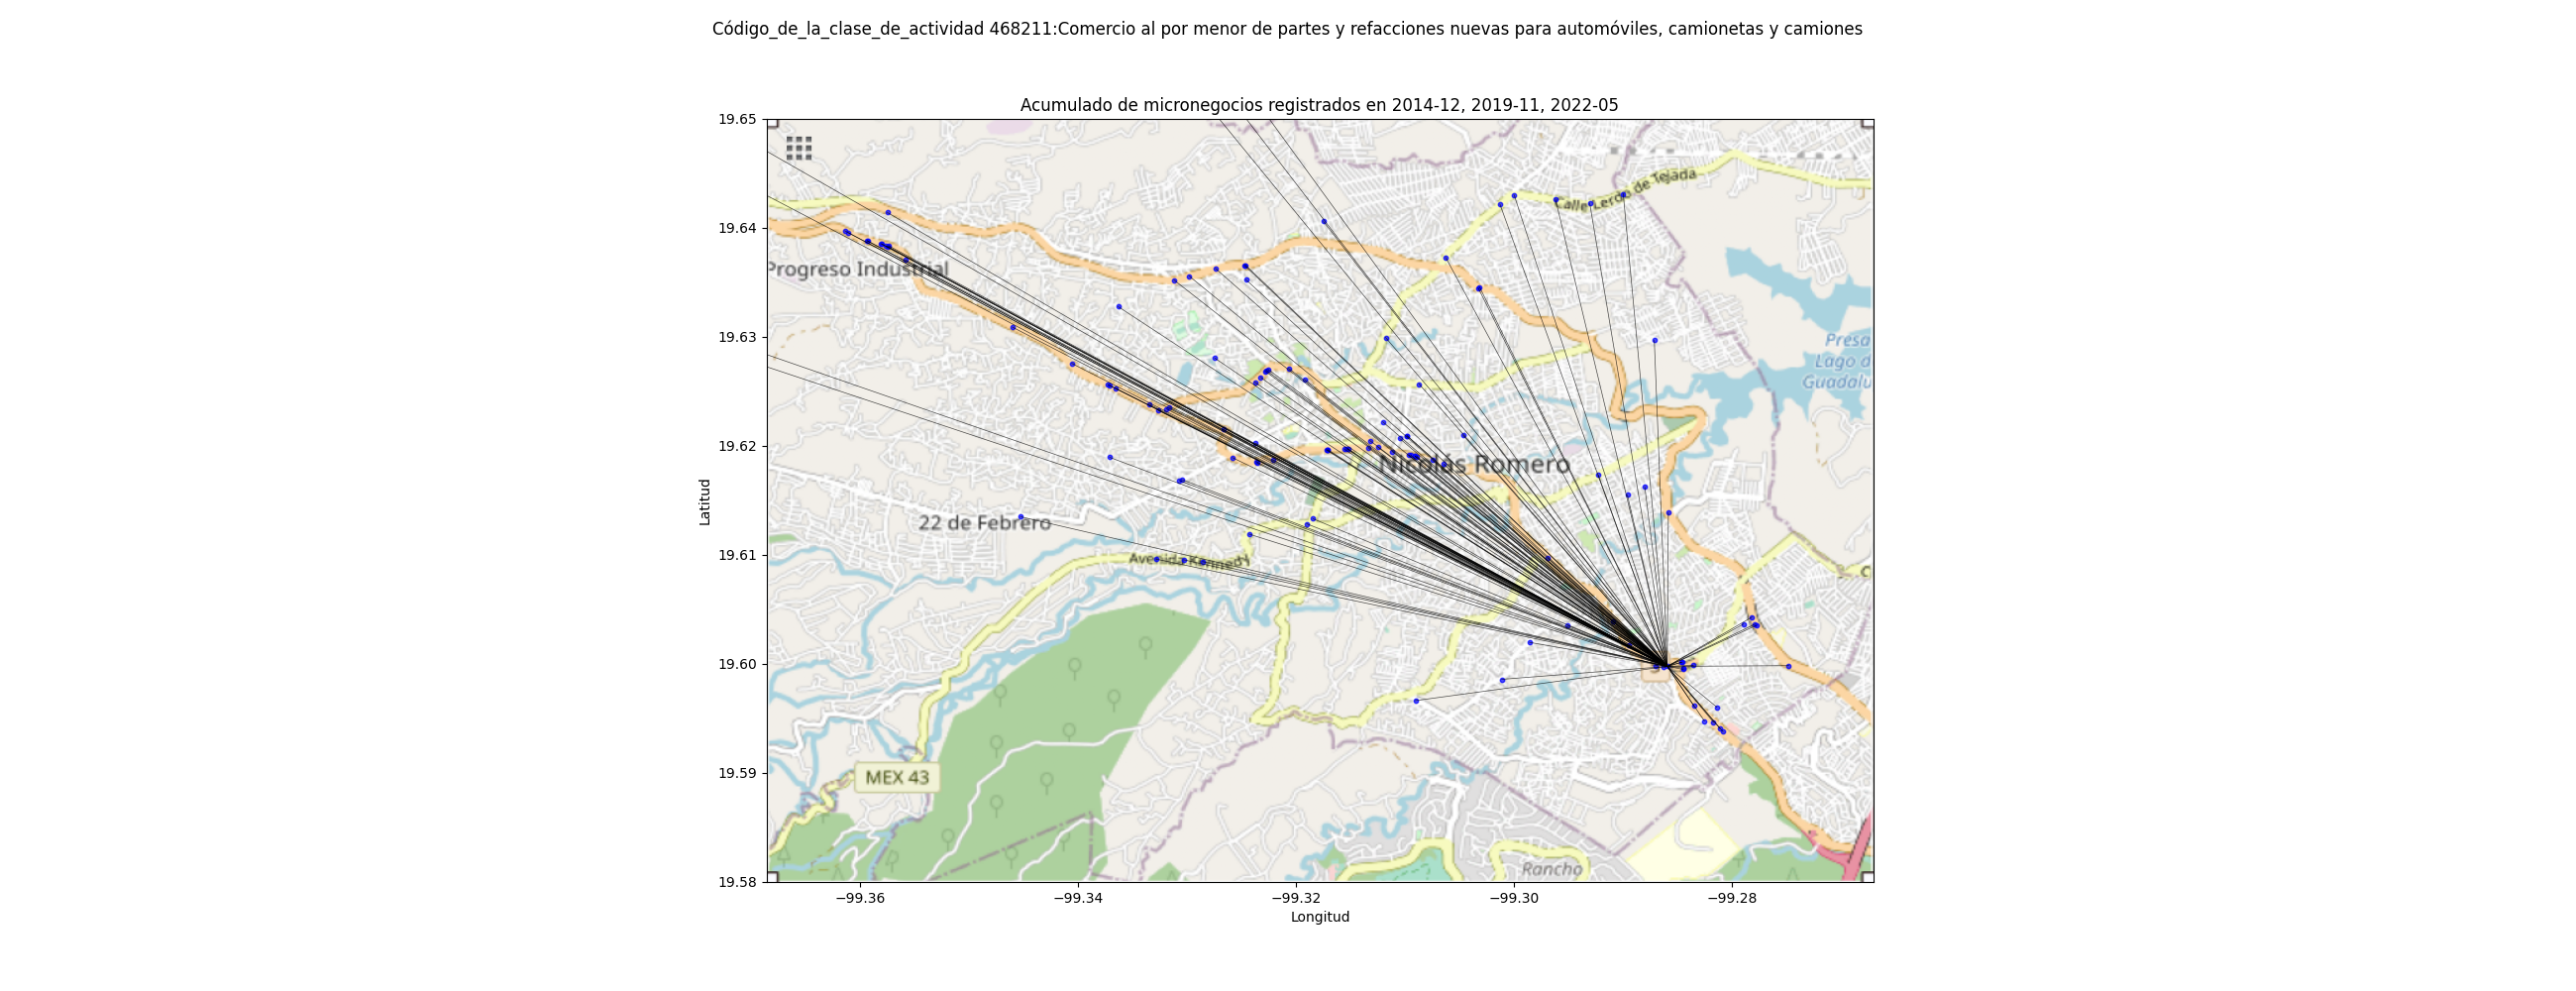 Código_de_la_clase_de_actividad 468211:Comercio al por menor de partes y refacciones nuevas para automóviles, camionetas y camiones
Acumulado de micronegocios registrados en 2014-12, 2019-11, 2022-05
19.65
19.64
19.63
19.62
19.61
19.60
19.59
19.58
Latitud
Calle Lerdo de Tejada
Progreso Industrial
Presa
Lago d
Guadalu
Nicolás Romero
22 de Febrero
Avenida Kennedy
C
MEX 43
Rancho
−99.36
−99.34
−99.32
−99.30
−99.28
Longitud